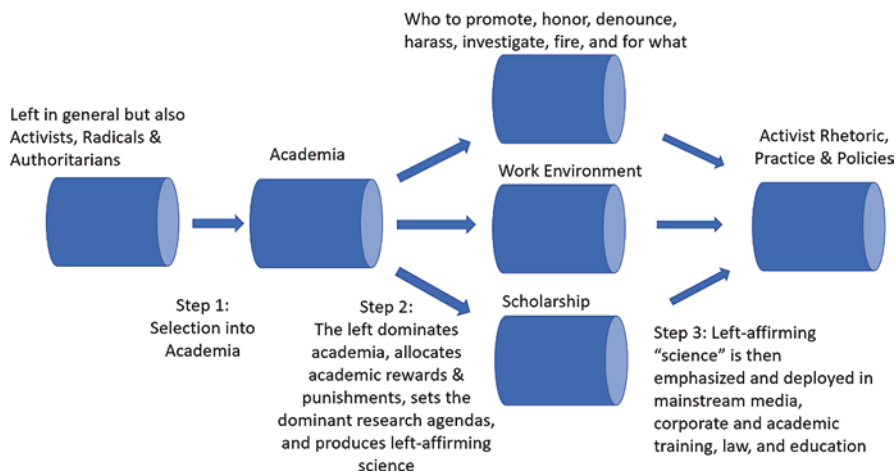 Who to promote, honor, denounce,
harass, investigate, fire, and for what
Left in general but also
Activists, Radicals &
Authoritarians
Academia
Work Environment
Activist Rhetoric,
Practice & Policies
Step 1:
Selection into
Academia
Step 2:
The left dominates
academia, allocates
academic rewards &
punishments, sets the
dominant research agendas,
and produces left-affirming
science
Scholarship
Step 3: Left-affirming
“science” is then
emphasized and deployed in
mainstream media,
corporate and academic
training, law, and education